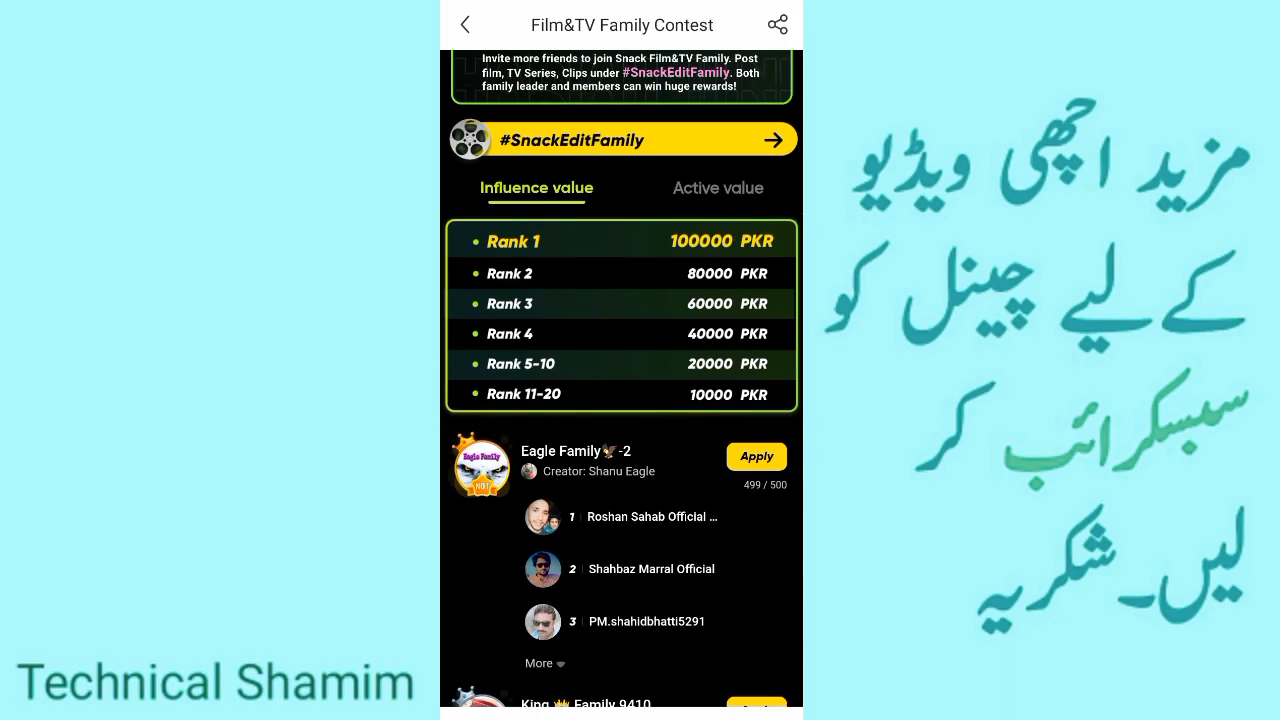 Film&TV Family Contest
Invite more friends to join Snack Film&TV Family. Post
film, TV Series, Clips under #SnackEditFamily. Both
family leader and members can win huge rewards!
#SnackEditFamily
Influence value Active value
Rank 1 100000 PKR
Rank 2 80000 PKR
Rank 3 60000 PKR
Rank 4 40000 PKR
Rank 5-10 20000 PKR
Rank 11-20 10000 PKR
Eagle Family
NO.1
Eagle Family🦅-2
Apply
Creator: Shanu Eagle
499 / 500
1 Roshan Sahab Official ...
2 Shahbaz Marral Official
3 PM.shahidbhatti5291
More
King 👑 Family 9410
مزید اچھی ویڈیو
کے لیے چینل کو
سبسکرائب کر
لیں۔ شکریہ
Technical Shamim